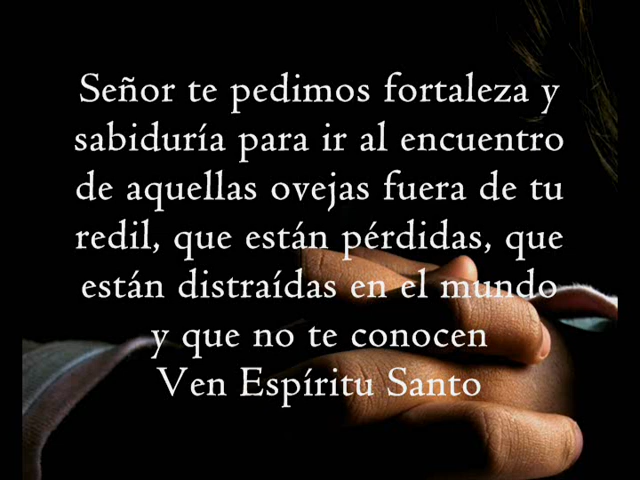 Señor te pedimos fortaleza y
sabiduría para ir al encuentro
de aquellas ovejas fuera de tu
redil, que están pérdidas, que
están distraídas en el mundo
y que no te conocen
Ven Espíritu Santo